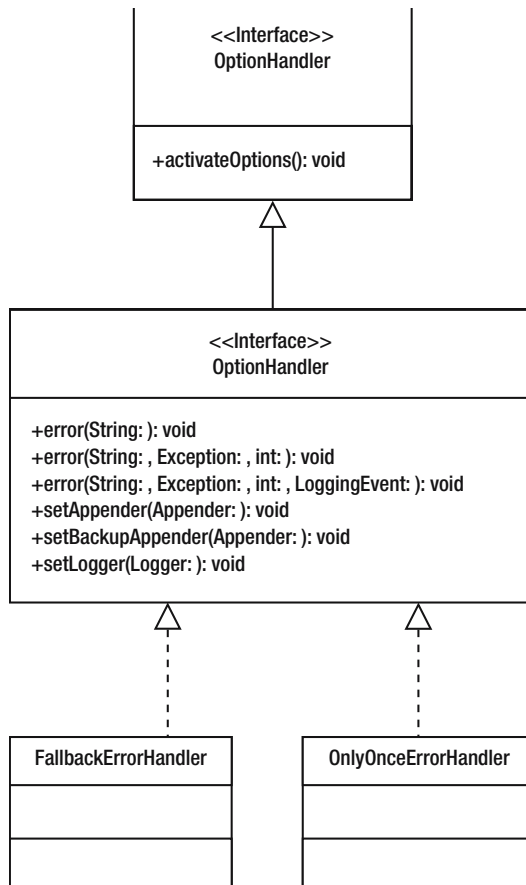 <<Interface>>
OptionHandler
+activateOptions(): void
<<Interface>>
OptionHandler
+error(String: ): void
+error(String: , Exception: , int: ): void
+error(String: , Exception: , int: , LoggingEvent: ): void
+setAppender(Appender: ): void
+setBackupAppender(Appender: ): void
+setLogger(Logger: ): void
FallbackErrorHandler
OnlyOnceErrorHandler